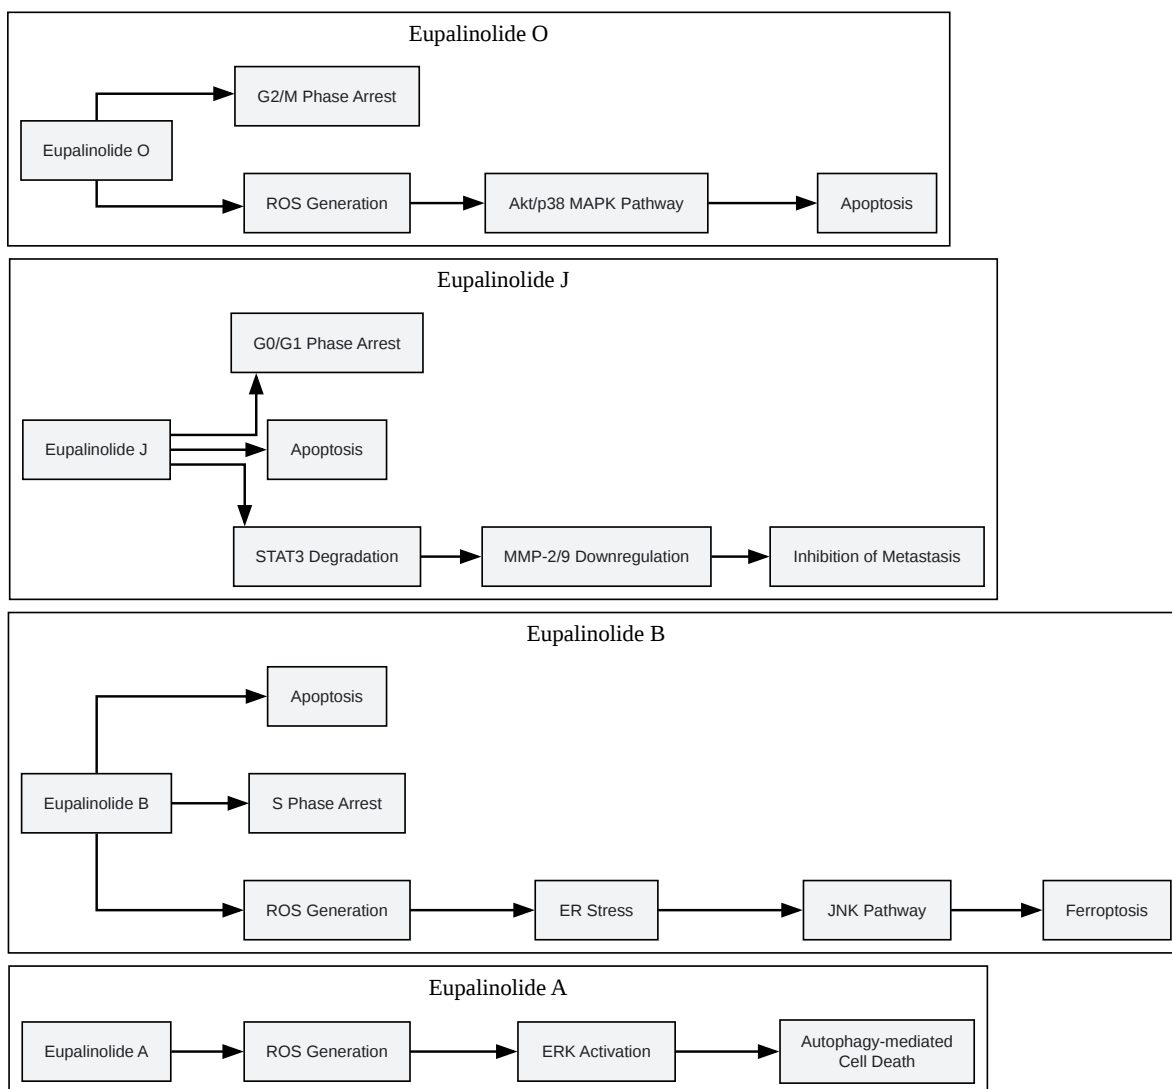 Eupalinolide O
G2/M Phase Arrest
Eupalinolide O
ROS Generation
Akt/p38 MAPK Pathway
Apoptosis
Eupalinolide J
G0/G1 Phase Arrest
Eupalinolide J
Apoptosis
STAT3 Degradation
MMP-2/9 Downregulation
Inhibition of Metastasis
Eupalinolide B
Apoptosis
Eupalinolide B
S Phase Arrest
ROS Generation
ER Stress
JNK Pathway
Ferroptosis
Eupalinolide A
Eupalinolide A
ROS Generation
ERK Activation
Autophagy-mediated
Cell Death